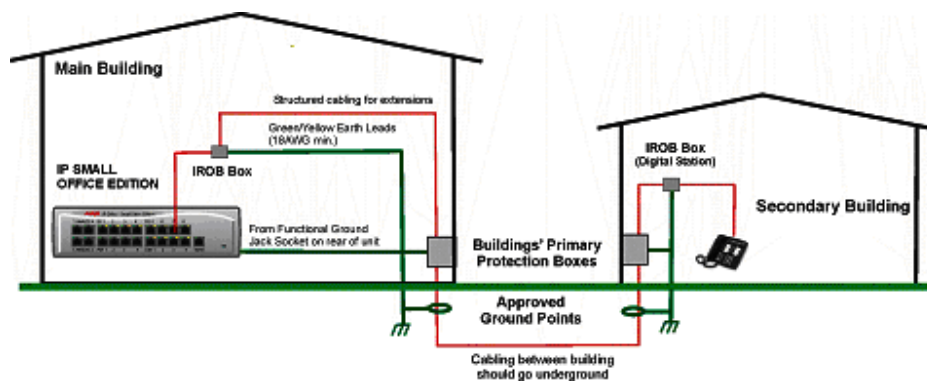 Main Building
Structured cabling for extensions
Green/Yellow Earth Leads
(18AWG min.)
IROB Box
IP SMALL
OFFICE EDITION
From Functional Ground
Jack Socket on rear of unit
Buildings' Primary
Protection Boxes
IROB Box
(Digital Station)
Secondary Building
Approved
Ground Points
Cabling between building
should go underground